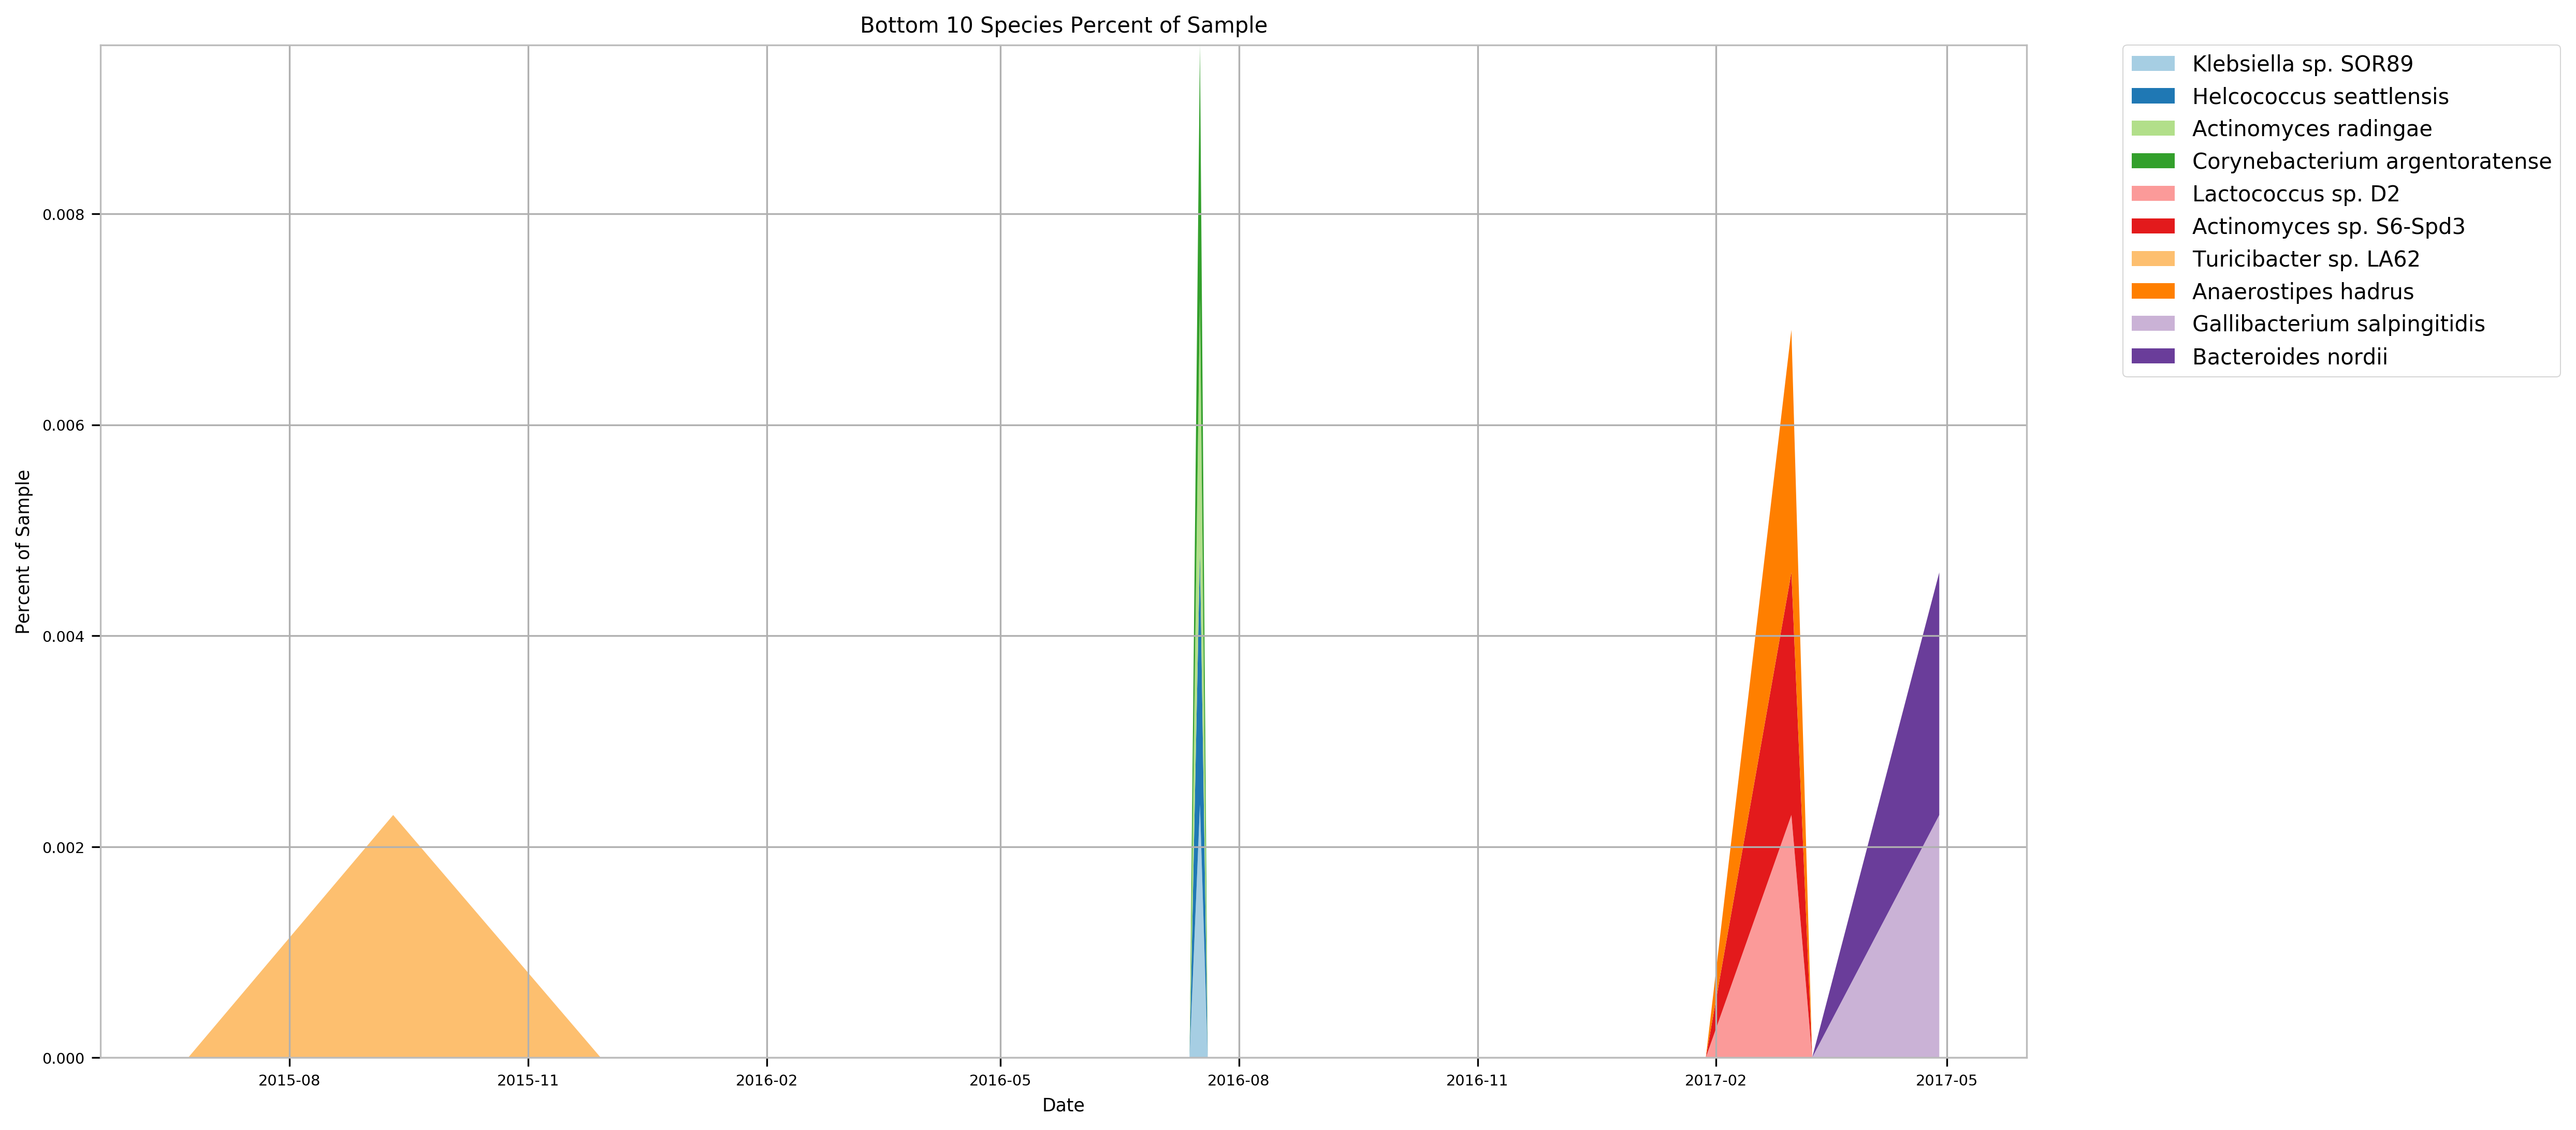 Bottom 10 Species Percent of Sample
Klebsiella sp. SOR89
Helcococcus seattlensis
Actinomyces radingae
Corynebacterium argentoratense
Lactococcus sp. D2
Actinomyces sp. S6-Spd3
Turicibacter sp. LA62
Anaerostipes hadrus
Gallibacterium salpingitidis
Bacteroides nordii
Percent of Sample
0.008
0.006
0.004
0.002
0.000
2015-08 2015-11 2016-02 2016-05 2016-08 2016-11 2017-02 2017-05
Date